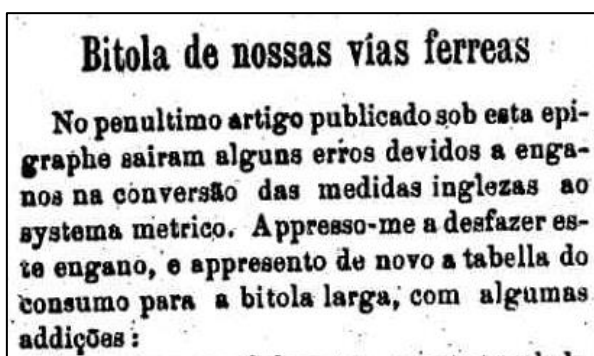 Bitola de nossas vias ferreas
No penultimo artigo publicado sob esta epi-
graphe sairam alguns erros devidos a enga-
nos na conversão das medidas inglezas ao
systema metrico. Appresso-me a desfazer es-
te engano, e appresento de novo a tabella do
consumo para a bitola larga, com algumas
addições :